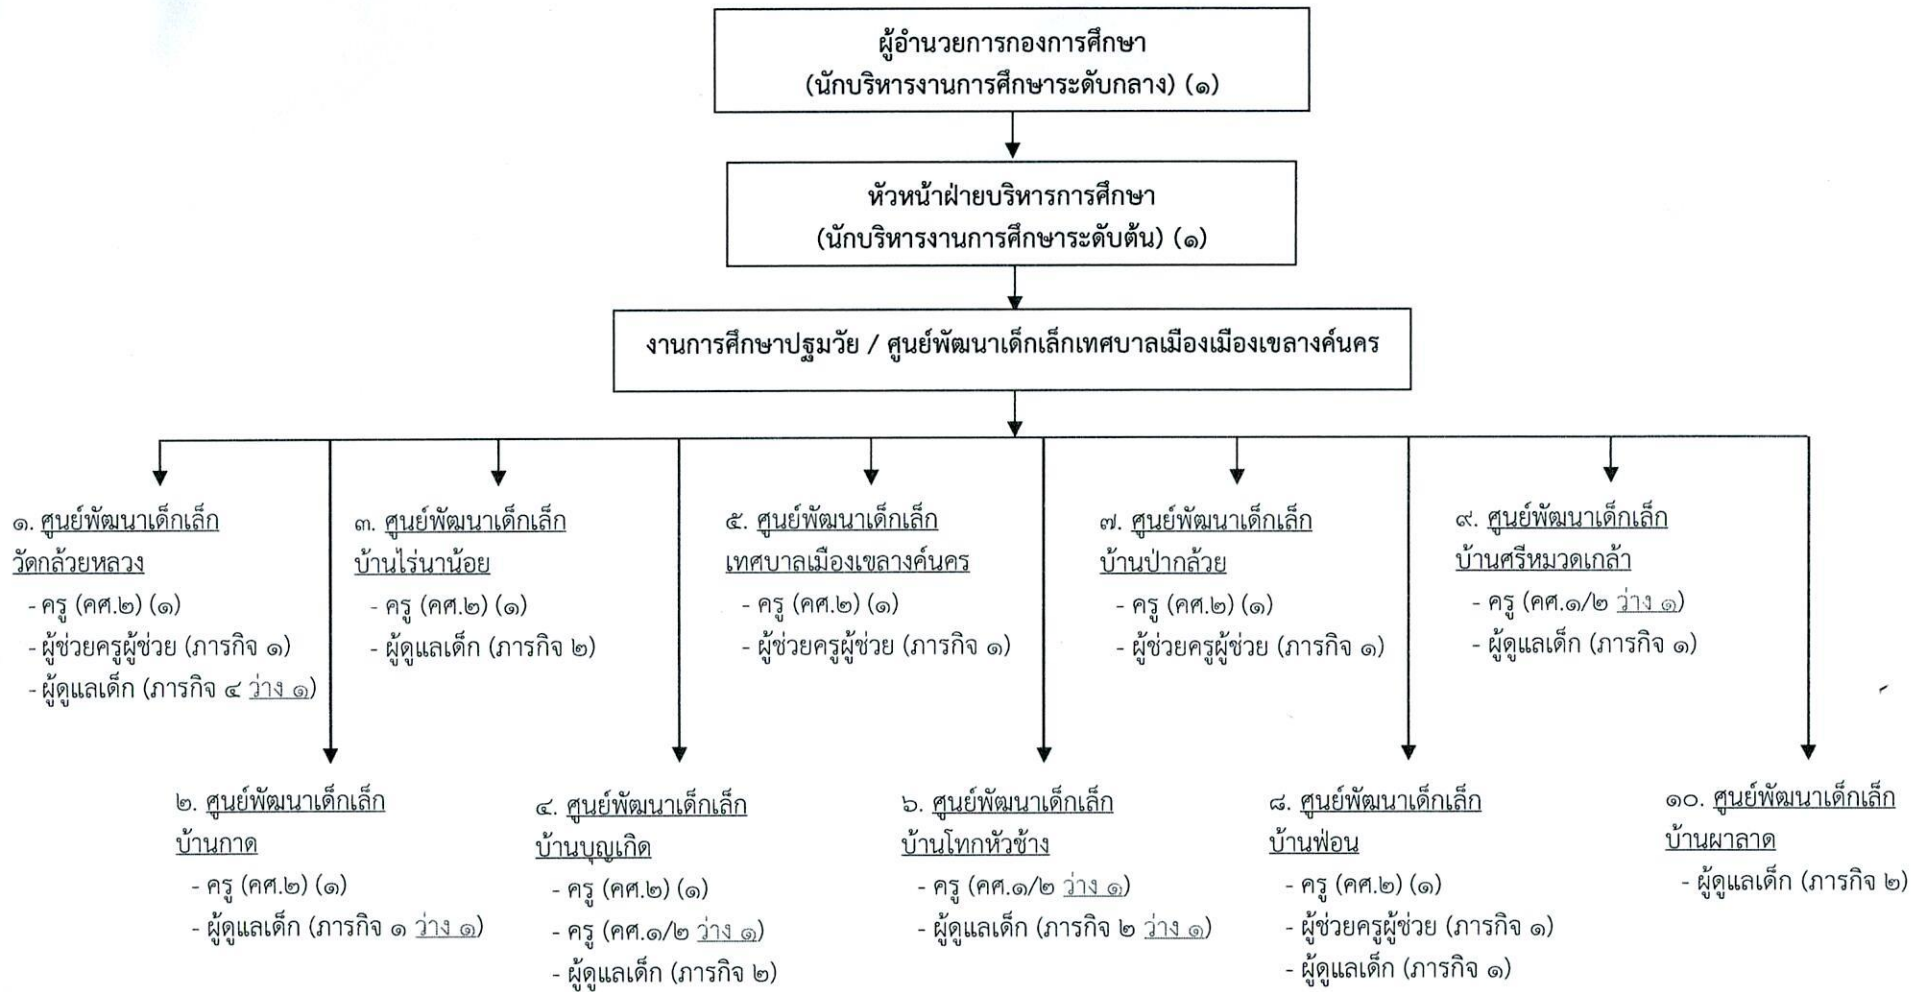 ผู้อำนวยการกองการศึกษา
(นักบริหารงานการศึกษาระดับกลาง) (๑)
หัวหน้าฝ่ายบริหารการศึกษา
(นักบริหารงานการศึกษาระดับต้น) (๑)
งานการศึกษาปฐมวัย / ศูนย์พัฒนาเด็กเล็กเทศบาลเมืองเมืองเขลางค์นคร
๑. ศูนย์พัฒนาเด็กเล็ก
วัดกล้วยหลวง
- ครู (คศ.๒) (๑)
- ผู้ช่วยครูผู้ช่วย (ภารกิจ ๑)
- ผู้ดูแลเด็ก (ภารกิจ ๔ ว่าง ๑)
๒. ศูนย์พัฒนาเด็กเล็ก
บ้านกาด
- ครู (คศ.๒) (๑)
- ผู้ดูแลเด็ก (ภารกิจ ๑ ว่าง ๑)
๓. ศูนย์พัฒนาเด็กเล็ก
บ้านไร่นาน้อย
- ครู (คศ.๒) (๑)
- ผู้ดูแลเด็ก (ภารกิจ ๒)
๔. ศูนย์พัฒนาเด็กเล็ก
บ้านบุญเกิด
- ครู (คศ.๒) (๑)
- ครู (คศ.๑/๒ ว่าง ๑)
- ผู้ดูแลเด็ก (ภารกิจ ๒)
๕. ศูนย์พัฒนาเด็กเล็ก
เทศบาลเมืองเขลางค์นคร
- ครู (คศ.๒) (๑)
- ผู้ช่วยครูผู้ช่วย (ภารกิจ ๑)
๖. ศูนย์พัฒนาเด็กเล็ก
บ้านโทกหัวช้าง
- ครู (คศ.๑/๒ ว่าง ๑)
- ผู้ดูแลเด็ก (ภารกิจ ๒ ว่าง ๑)
๗. ศูนย์พัฒนาเด็กเล็ก
บ้านป่ากล้วย
- ครู (คศ.๒) (๑)
- ผู้ช่วยครูผู้ช่วย (ภารกิจ ๑)
๘. ศูนย์พัฒนาเด็กเล็ก
บ้านฟ่อน
- ครู (คศ.๒) (๑)
- ผู้ช่วยครูผู้ช่วย (ภารกิจ ๑)
- ผู้ดูแลเด็ก (ภารกิจ ๑)
๙. ศูนย์พัฒนาเด็กเล็ก
บ้านศรีหมวดเกล้า
- ครู (คศ.๑/๒ ว่าง ๑)
- ผู้ดูแลเด็ก (ภารกิจ ๑)
๑๐. ศูนย์พัฒนาเด็กเล็ก
บ้านผาลาด
- ผู้ดูแลเด็ก (ภารกิจ ๒)